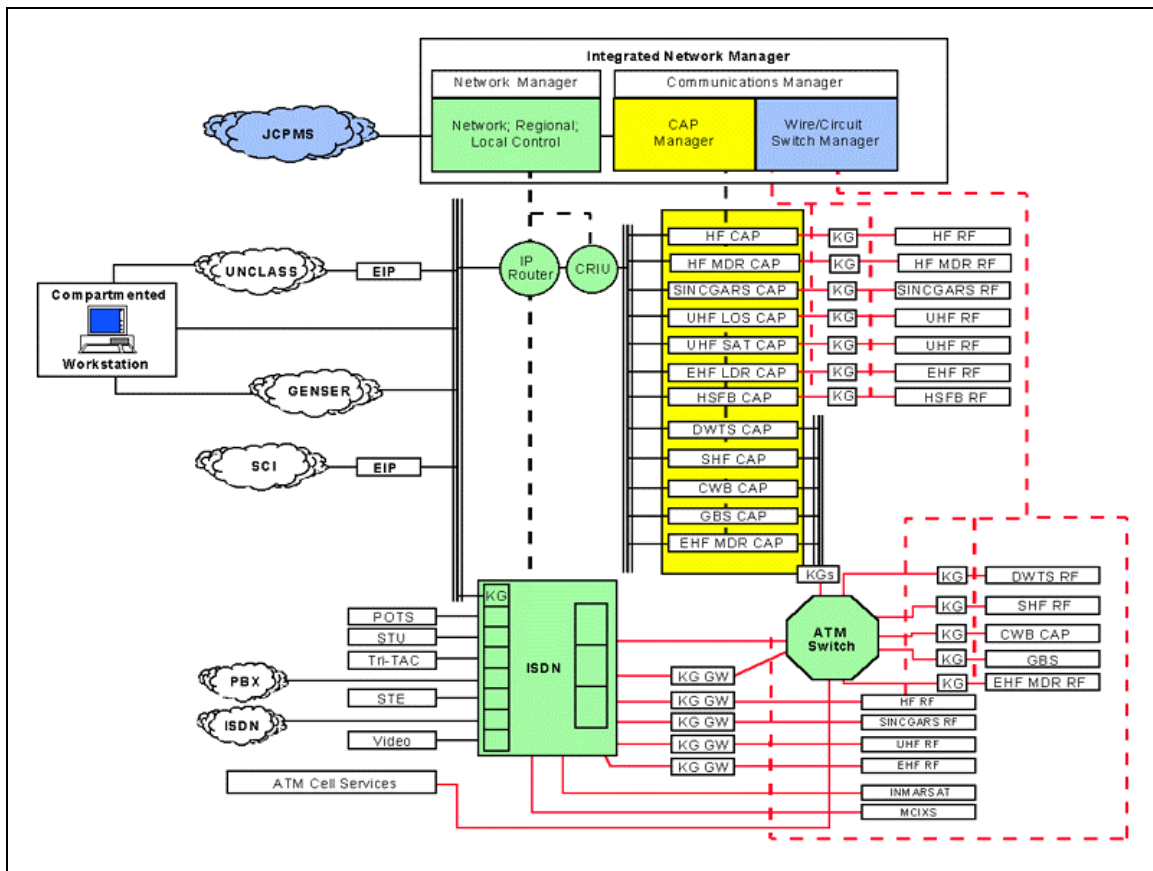 Integrated Network Manager
Network Manager
Communications Manager
JCPMS
Network; Regional;
Local Control
CAP
Manager
Wire/Circuit
Switch Manager
UNCLASS
EIP
IP
Router
CRIU
HF CAP
KG
HF RF
HF MDR CAP
KG
HF MDR RF
SINCGARS CAP
KG
SINCGARS RF
UHF LOS CAP
KG
UHF RF
UHF SAT CAP
KG
UHF RF
EHF LDR CAP
KG
EHF RF
HSFB CAP
KG
HSFB RF
Compartmented
Workstation
GENSER
SCI
EIP
DWTS CAP
SHF CAP
CWB CAP
GBS CAP
EHF MDR CAP
KGs
KG
DWTS RF
KG
SHF RF
KG
CWB CAP
KG
GBS
KG
EHF MDR RF
ATM
Switch
KG
ISDN
POTS
STU
Tri-TAC
PBX
STE
ISDN
Video
ATM Cell Services
KG GW
KG GW
HF RF
KG GW
SINCGARS RF
KG GW
UHF RF
KG GW
EHF RF
INMARSAT
MCIXS